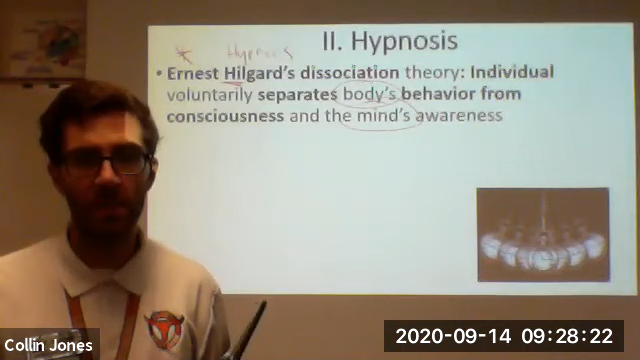 II. Hypnosis
Hypnosis
• Ernest Hilgard's dissociation theory: Individual
voluntarily separates body's behavior from
consciousness and the mind's awareness
Collin Jones
2020-09-14 09:28:22